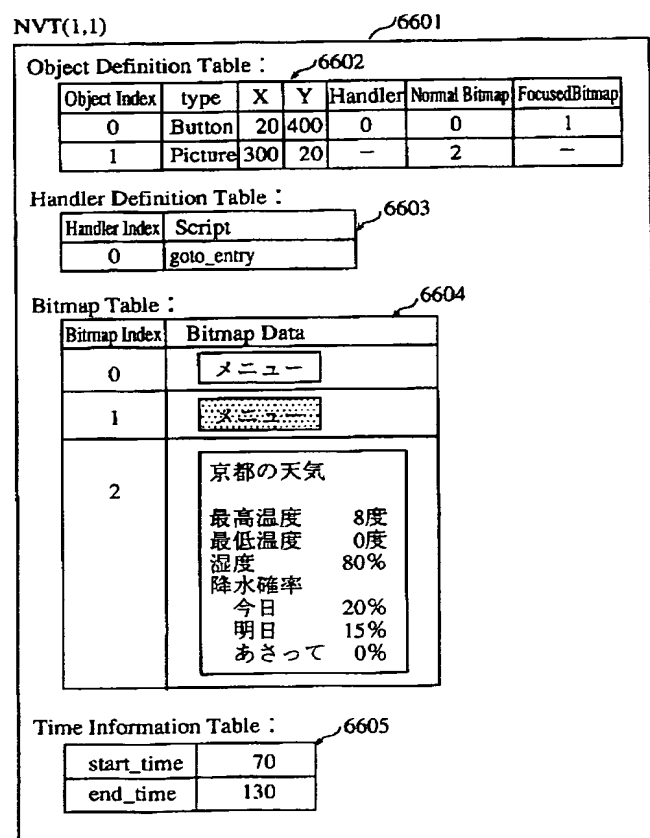 NVT(1,1)
6601
Object Definition Table :
6602
Object Index type X Y Handler Normal Bitmap FocusedBitmap
0 Button 20 400 0 0 1
1 Picture 300 20 — 2 —
Handler Definition Table :
6603
Handler Index Script
0 goto_entry
Bitmap Table :
6604
Bitmap Index Bitmap Data
0 メニュー
1 メニュー
2
京都の天気
最高温度 8度
最低温度 0度
湿度 80%
降水確率
今日 20%
明日 15%
あさって 0%
Time Information Table :
6605
start_time 70
end_time 130